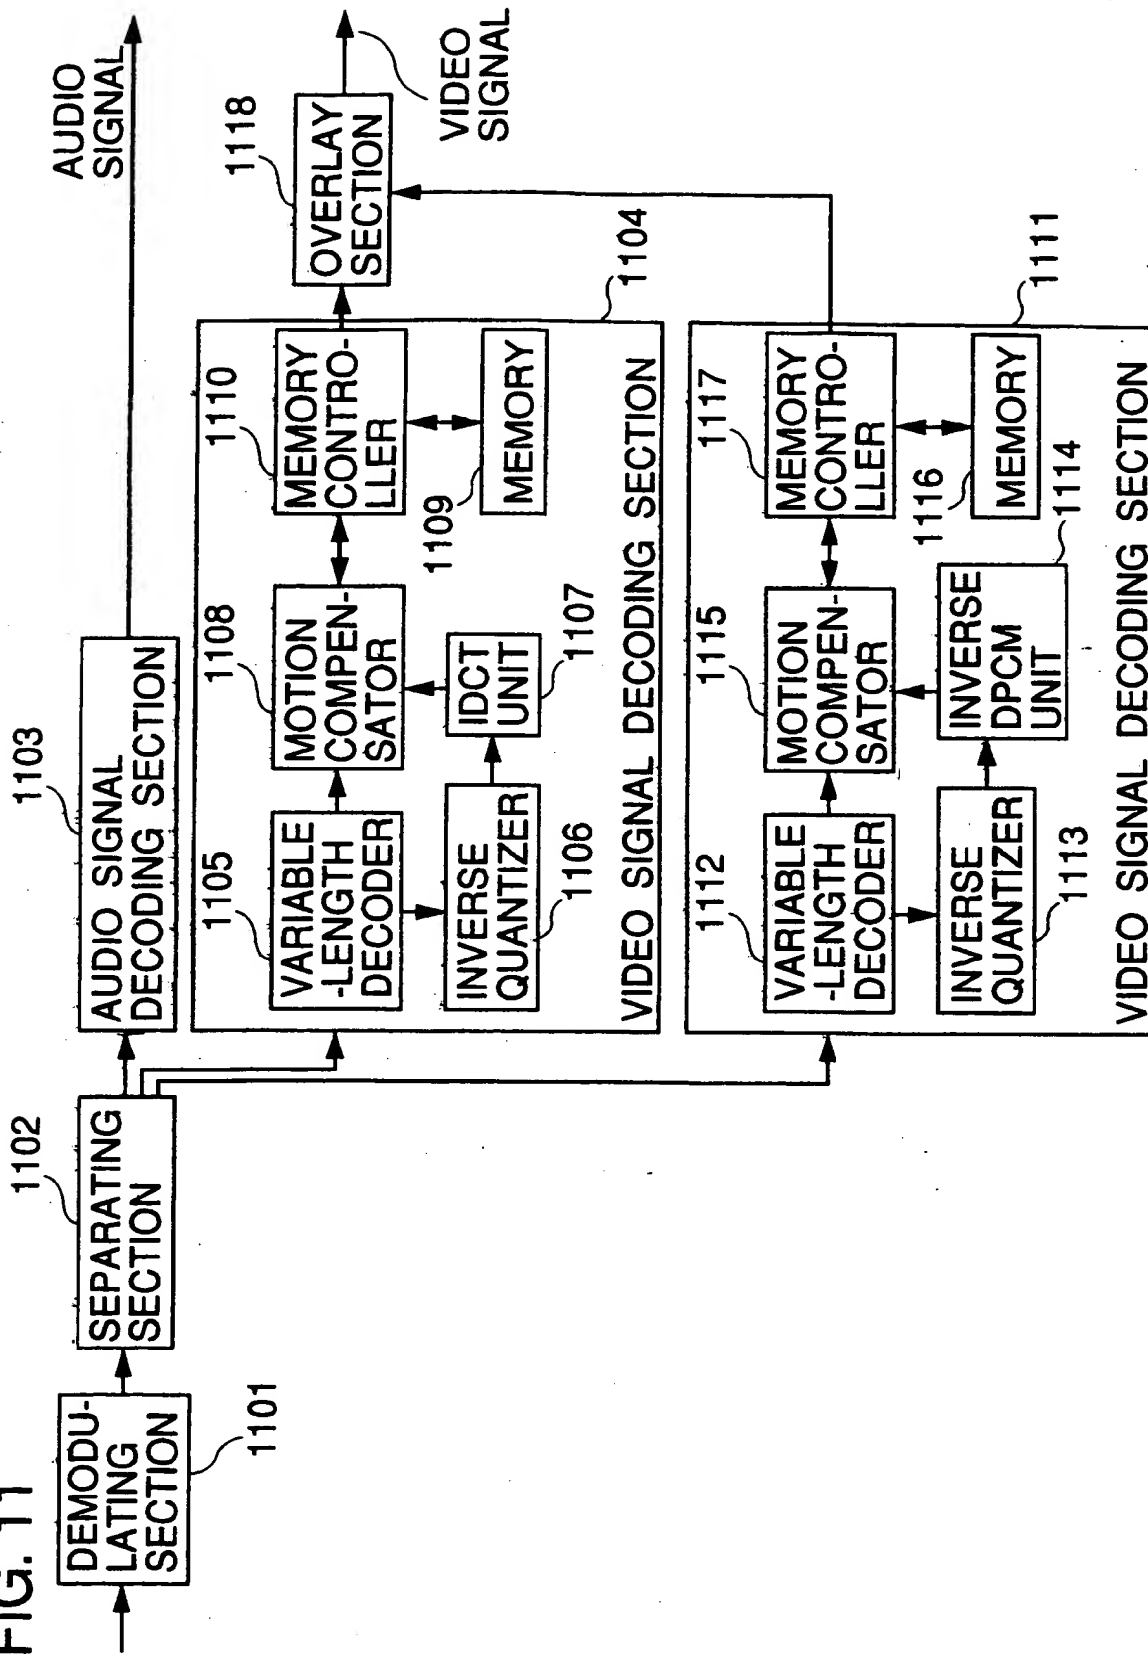 FIG. 11
DEMODU-
LATING
SECTION
1101
SEPARATING
SECTION
1102
AUDIO SIGNAL
DECODING SECTION
1103
AUDIO
SIGNAL
VARIABLE
-LENGTH
DECODER
1105
MOTION
COMPEN-
SATOR
1108
MEMORY
CONTRO-
LLER
1110
INVERSE
QUANTIZER
1106
IDCT
UNIT
1107
MEMORY
1109
VIDEO SIGNAL DECODING SECTION
1104
OVERLAY
SECTION
1118
VIDEO
SIGNAL
VARIABLE
-LENGTH
DECODER
1112
MOTION
COMPEN-
SATOR
1115
MEMORY
CONTRO-
LLER
1117
INVERSE
QUANTIZER
1113
INVERSE
DPCM
UNIT
1114
MEMORY
1116
VIDEO SIGNAL DECODING SECTION
1111